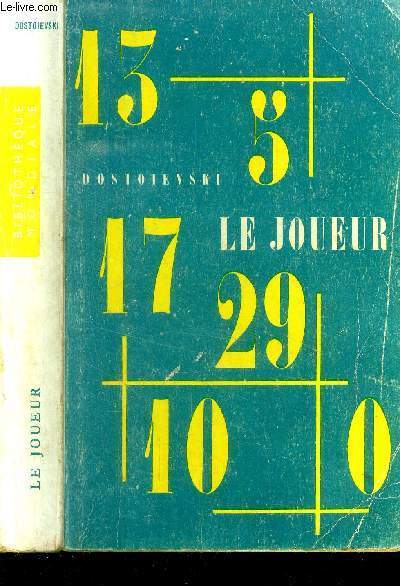 Le-livre.com
DOSTOIEVSKI
BIBLIOTHEQUE
MONDIALE
LE JOUEUR
13
5
DOSTOIEVSKI
LE JOUEUR
17
29
10
0